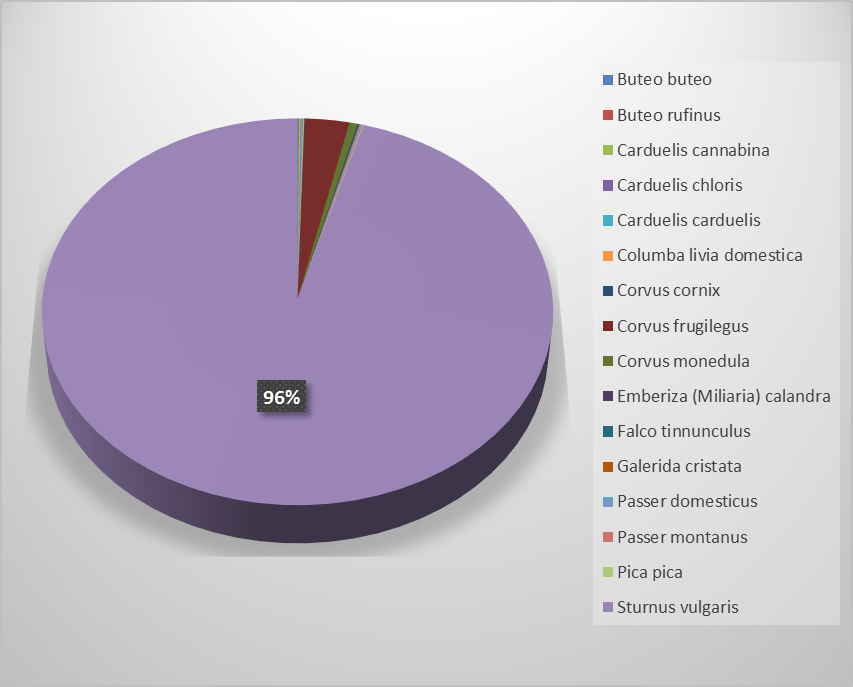 96%
Buteo buteo
Buteo rufinus
Carduelis cannabina
Carduelis chloris
Carduelis carduelis
Columba livia domestica
Corvus cornix
Corvus frugilegus
Corvus monedula
Emberiza (Miliaria) calandra
Falco tinnunculus
Galerida cristata
Passer domesticus
Passer montanus
Pica pica
Sturnus vulgaris